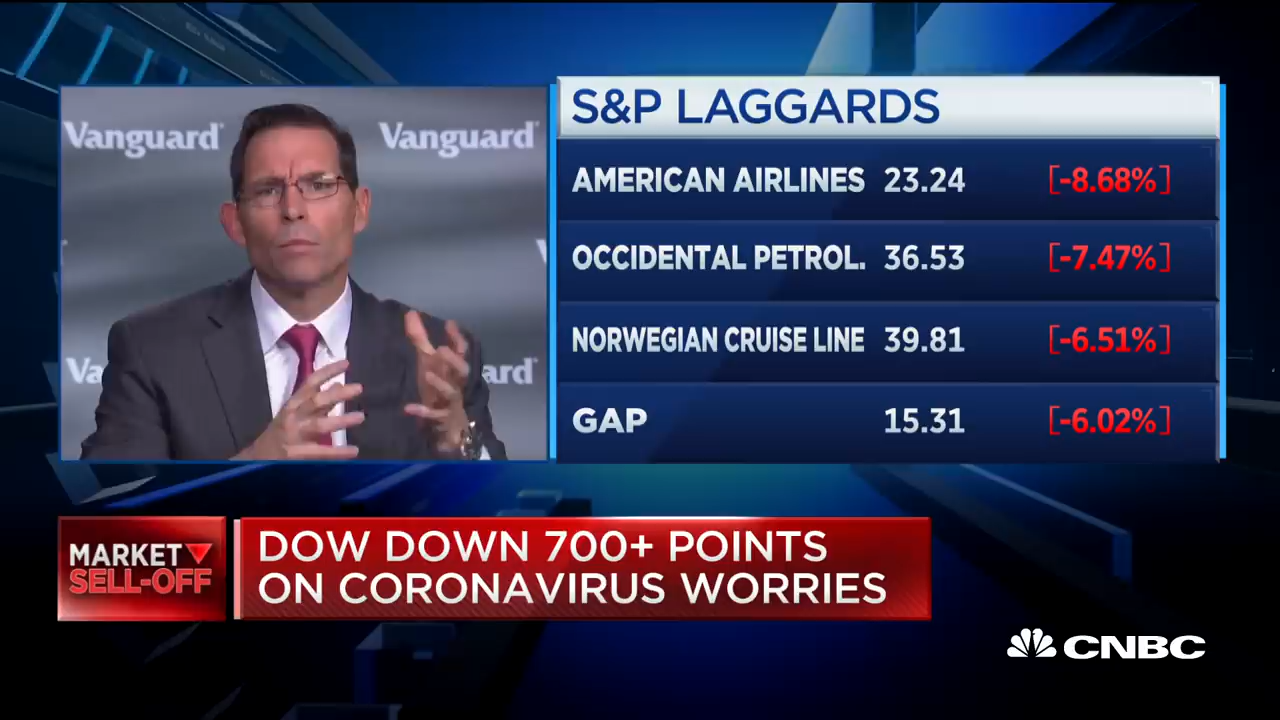 Vanguard
Vanguard
Va
ard
S&P LAGGARDS
AMERICAN AIRLINES 23.24 [-8.68%]
OCCIDENTAL PETROL. 36.53 [-7.47%]
NORWEGIAN CRUISE LINE 39.81 [-6.51%]
GAP 15.31 [-6.02%]
MARKET
SELL-OFF
DOW DOWN 700+ POINTS
ON CORONAVIRUS WORRIES
CNBC